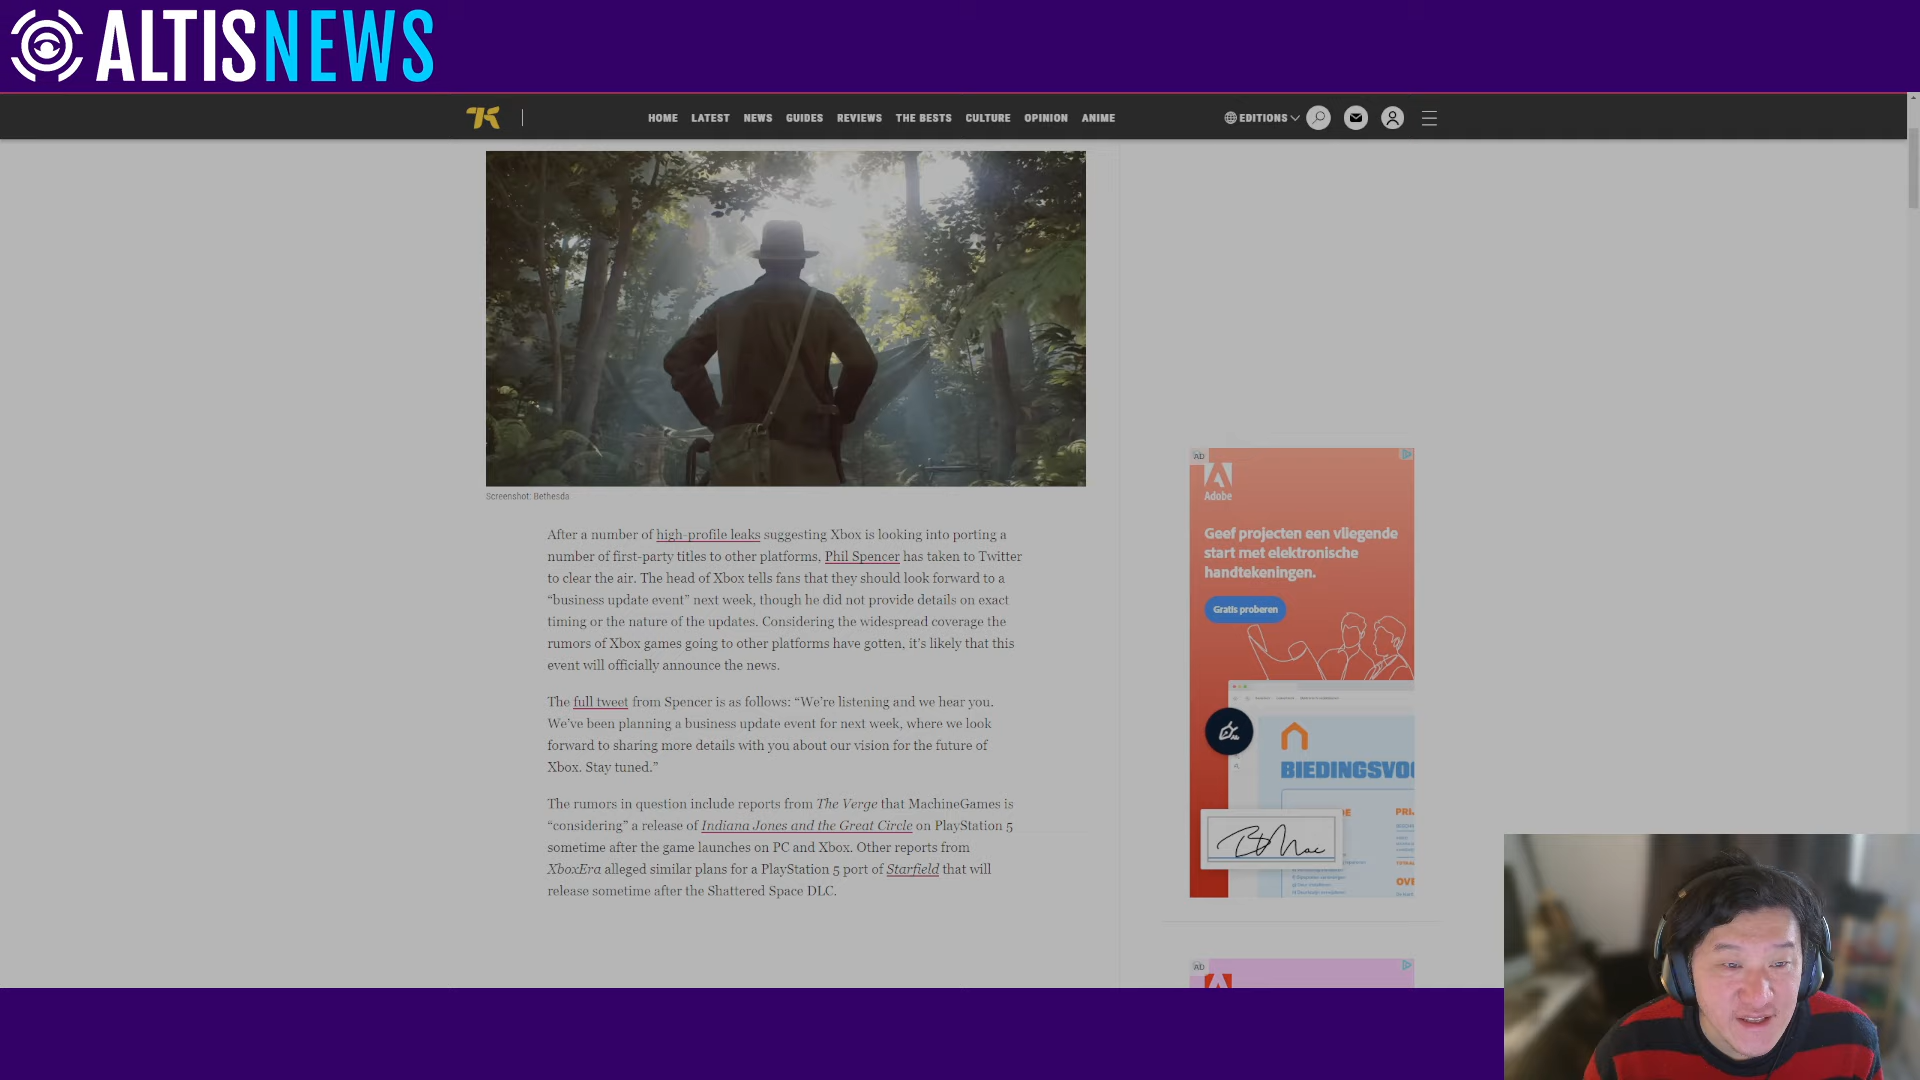 ALTISNEWS
HOME LATEST NEWS GUIDES REVIEWS THE BESTS CULTURE OPINION ANIME EDITIONS
Screenshot: Bethesda
After a number of high-profile leaks suggesting Xbox is looking into porting a
number of first-party titles to other platforms, Phil Spencer has taken to Twitter
to clear the air. The head of Xbox tells fans that they should look forward to a
“business update event” next week, though he did not provide details on exact
timing or the nature of the updates. Considering the widespread coverage the
rumors of Xbox games going to other platforms have gotten, it’s likely that this
event will officially announce the news.
The full tweet from Spencer is as follows: “We’re listening and we hear you.
We’ve been planning a business update event for next week, where we look
forward to sharing more details with you about our vision for the future of
Xbox. Stay tuned.”
The rumors in question include reports from The Verge that MachineGames is
“considering” a release of Indiana Jones and the Great Circle on PlayStation 5
sometime after the game launches on PC and Xbox. Other reports from
XboxEra alleged similar plans for a PlayStation 5 port of Starfield that will
release sometime after the Shattered Space DLC.
AD
Adobe
Geef projecten een vliegende
start met elektronische
handtekeningen.
Gratis proberen
BIEDINGSVO
DE PRIJ
OVE
AD